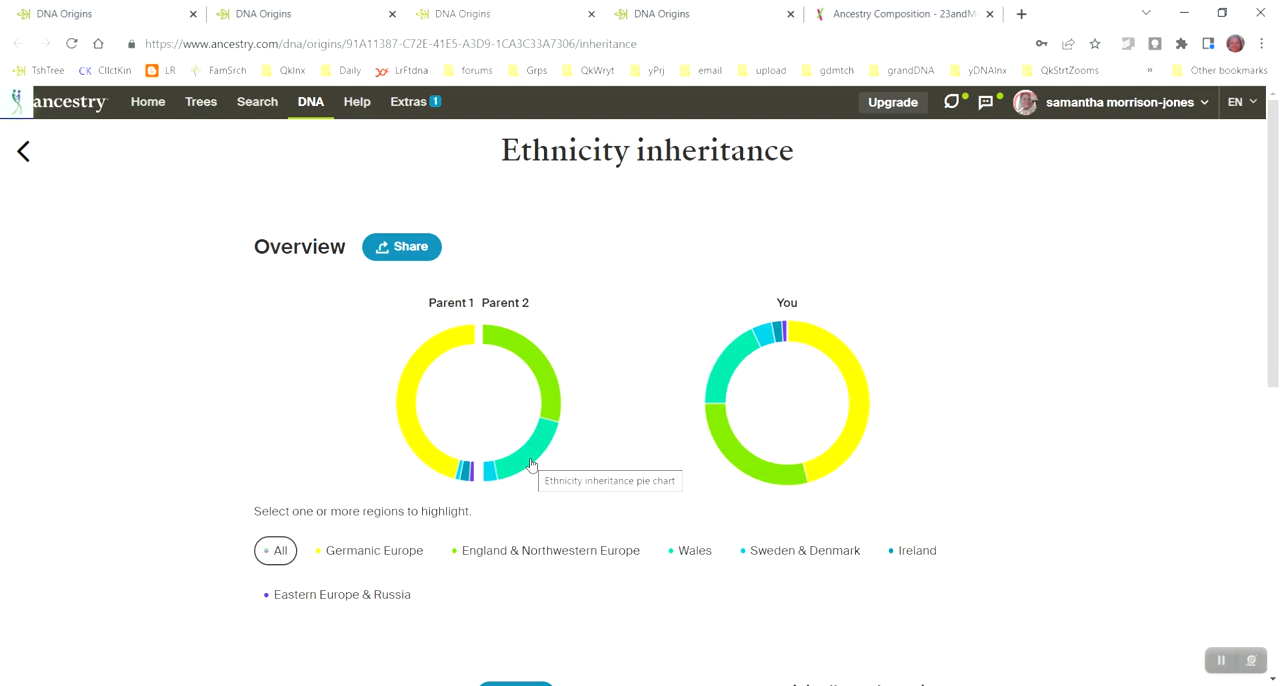 DNA Origins
DNA Origins
DNA Origins
DNA Origins
Ancestry Composition - 23andM
https://www.ancestry.com/dna/origins/91A11387-C72E-41E5-A3D9-1CA3C33A7306/inheritance
TshTree CK CllctKin LR FamSrch QkInx Daily LrFtdna forums Grps QkWryt yPrj email upload gdmtch grandDNA yDNAInx QkStrtZooms » Other bookmarks
ancestry Home Trees Search DNA Help Extras 1 Upgrade samantha morrison-jones EN
Ethnicity inheritance
Overview Share
Parent 1 Parent 2 You
Ethnicity inheritance pie chart
Select one or more regions to highlight.
All Germanic Europe England & Northwestern Europe Wales Sweden & Denmark Ireland
Eastern Europe & Russia